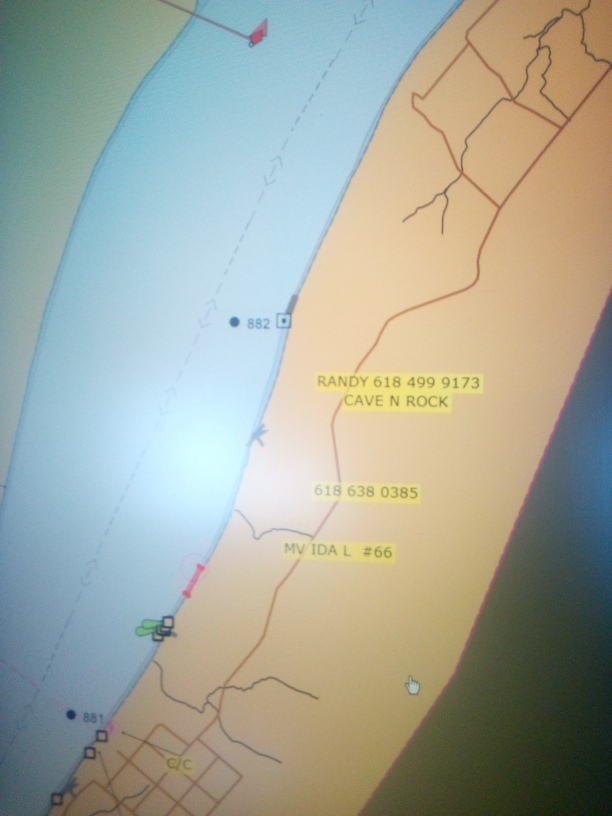 882
RANDY 618 499 9173
CAVE N ROCK
618 638 0385
MV IDA L #66
881
C/C